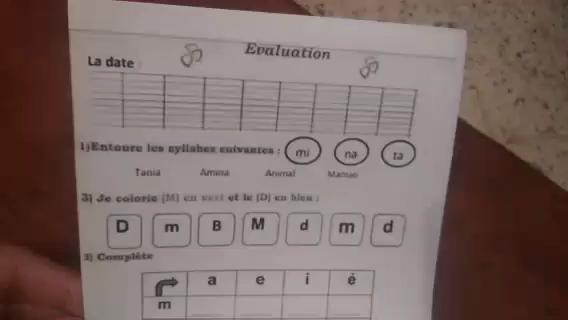 Evaluation
La date :
1)Entoure les syllabes suivantes : mi na ta
Tania Amina Animal Maman
3) Je colorie (M) en vert et le (D) en bleu :
D m B M d m d
3) Complète
a e i é
m